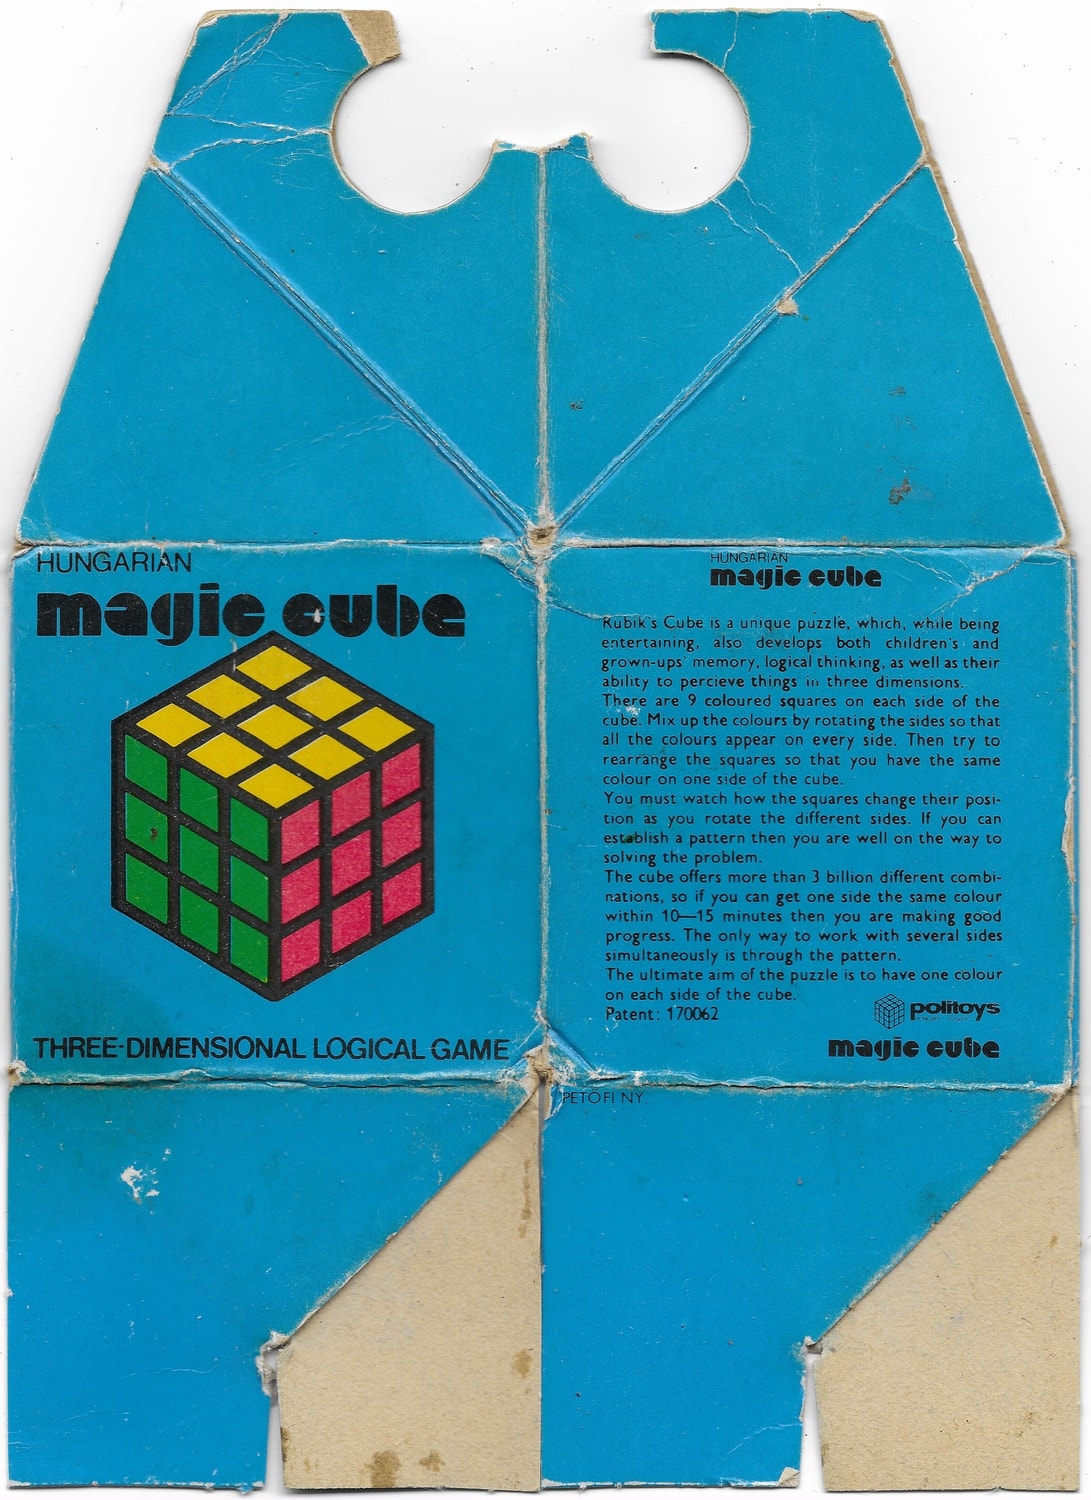 HUNGARIAN
magic cube
THREE-DIMENSIONAL LOGICAL GAME
HUNGARIAN
magic cube
Rubik's Cube is a unique puzzle, which, while being
entertaining, also develops both children's and
grown-ups' memory, logical thinking, as well as their
ability to percieve things in three dimensions.
There are 9 coloured squares on each side of the
cube. Mix up the colours by rotating the sides so that
all the colours appear on every side. Then try to
rearrange the squares so that you have the same
colour on one side of the cube.
You must watch how the squares change their posi-
tion as you rotate the different sides. If you can
establish a pattern then you are well on the way to
solving the problem.
The cube offers more than 3 billion different combi-
nations, so if you can get one side the same colour
within 10—15 minutes then you are making good
progress. The only way to work with several sides
simultaneously is through the pattern.
The ultimate aim of the puzzle is to have one colour
on each side of the cube.
Patent: 170062
politoys
magic cube
PETŐFI NY